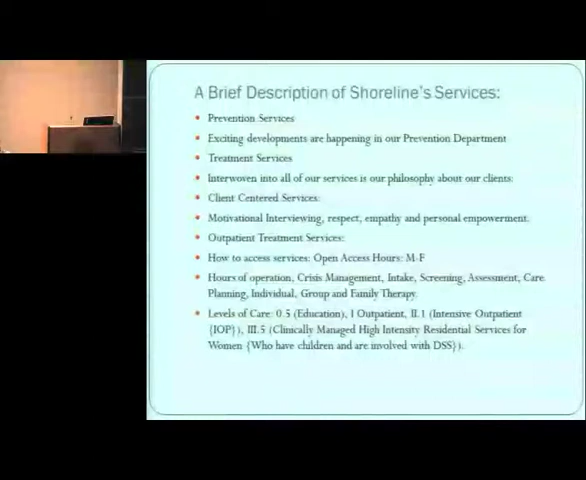 A Brief Description of Shoreline's Services:
Prevention Services
Exciting developments are happening in our Prevention Department
Treatment Services
Interwoven into all of our services is our philosophy about our clients:
Client Centered Services:
Motivational Interviewing, respect, empathy and personal empowerment.
Outpatient Treatment Services:
How to access services: Open Access Hours: M-F
Hours of operation, Crisis Management, Intake, Screening, Assessment, Care
Planning, Individual, Group and Family Therapy.
Levels of Care: 0.5 (Education), I Outpatient, II.1 (Intensive Outpatient
{IOP}), III.5 (Clinically Managed High Intensity Residential Services for
Women {Who have children and are involved with DSS}).